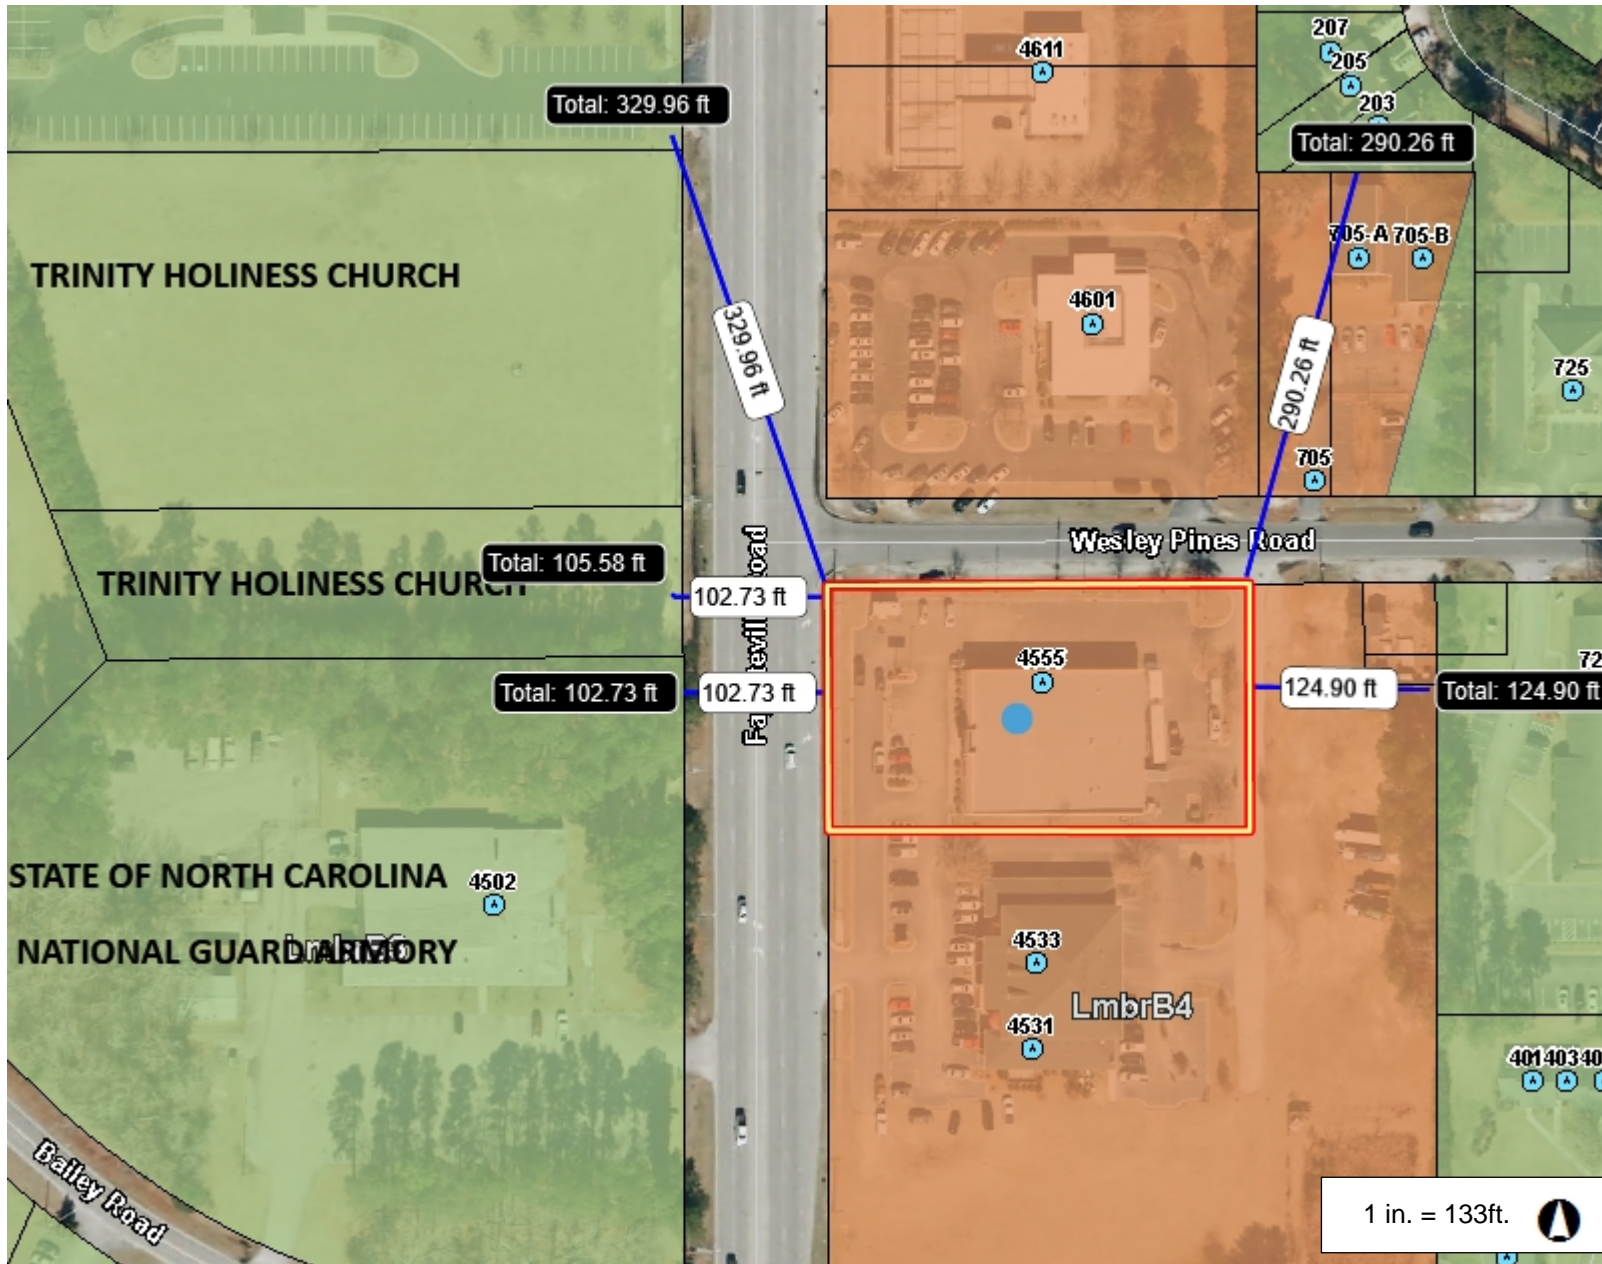 207
4611
205
203
Total: 329.96 ft
Total: 290.26 ft
705-A 705-B
TRINITY HOLINESS CHURCH
4601
329.96 ft
290.26 ft
725
705
Wesley Pines Road
Total: 105.58 ft
TRINITY HOLINESS CHURCH
102.73 ft
4555
Total: 102.73 ft
102.73 ft
124.90 ft
Total: 124.90 ft
STATE OF NORTH CAROLINA
4502
NATIONAL GUARD ARMORY
4533
LmbrB4
4531
401 403
Bailey Road
1 in. = 133ft.